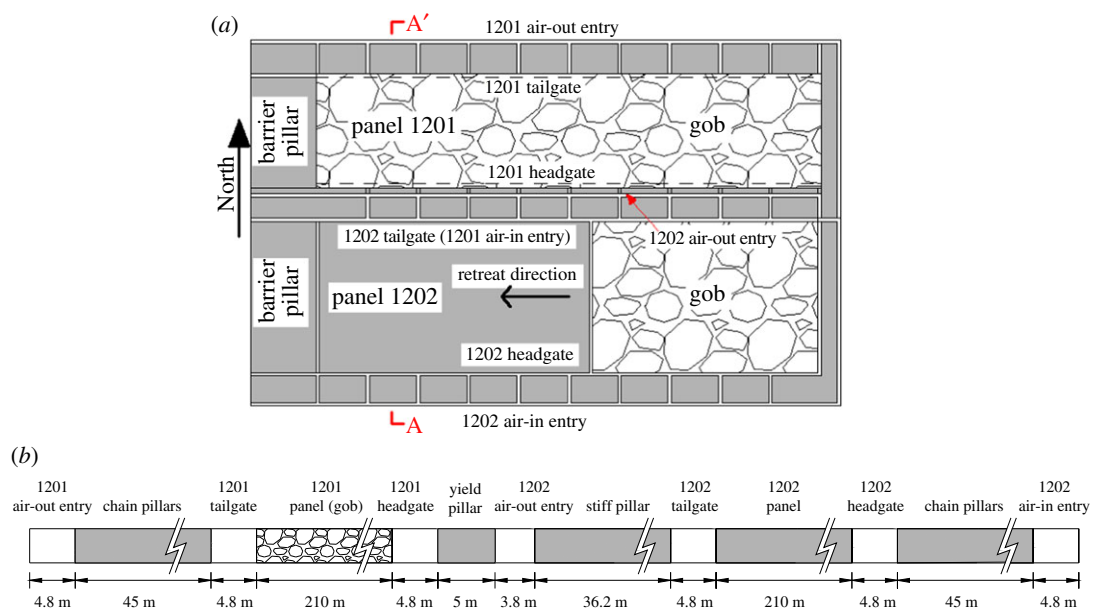 (a)
A′
1201 air-out entry
1201 tailgate
barrier
pillar
panel 1201
gob
North
1201 headgate
1202 tailgate (1201 air-in entry)
1202 air-out entry
retreat direction
barrier
pillar
panel 1202
gob
1202 headgate
A
1202 air-in entry
(b)
1201
air-out entry
chain pillars
1201
tailgate
1201
panel (gob)
1201
headgate
yield
pillar
1202
air-out entry
stiff pillar
1202
tailgate
1202
panel
1202
headgate
chain pillars
1202
air-in entry
4.8 m
45 m
4.8 m
210 m
4.8 m
5 m
3.8 m
36.2 m
4.8 m
210 m
4.8 m
45 m
4.8 m